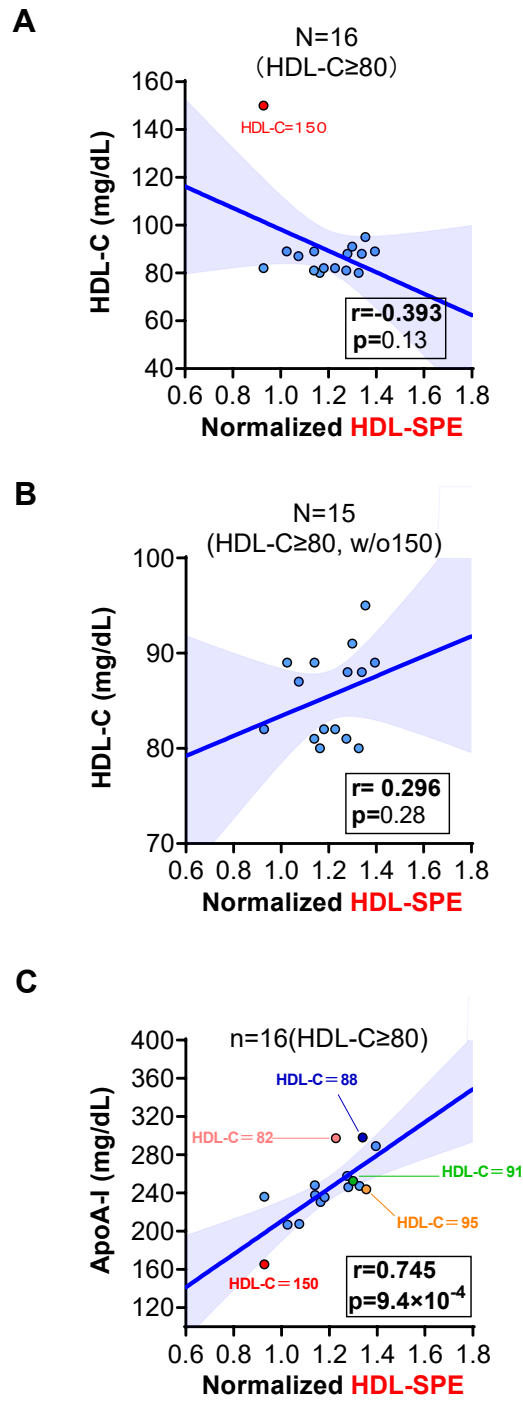 A
N=16
（HDL-C≥80）
HDL-C (mg/dL)
160
140
120
100
80
60
40
HDL-C=150
r=-0.393
p=0.13
0.6 0.8 1.0 1.2 1.4 1.6 1.8
Normalized HDL-SPE
B
N=15
(HDL-C≥80, w/o150)
HDL-C (mg/dL)
100
90
80
70
r= 0.296
p=0.28
0.6 0.8 1.0 1.2 1.4 1.6 1.8
Normalized HDL-SPE
C
n=16(HDL-C≥80)
ApoA-I (mg/dL)
400
360
320
280
240
200
160
120
HDL-C＝88
HDL-C＝82
HDL-C＝91
HDL-C＝95
HDL-C＝150
r=0.745
p=9.4×10⁻⁴
0.6 0.8 1.0 1.2 1.4 1.6 1.8
Normalized HDL-SPE